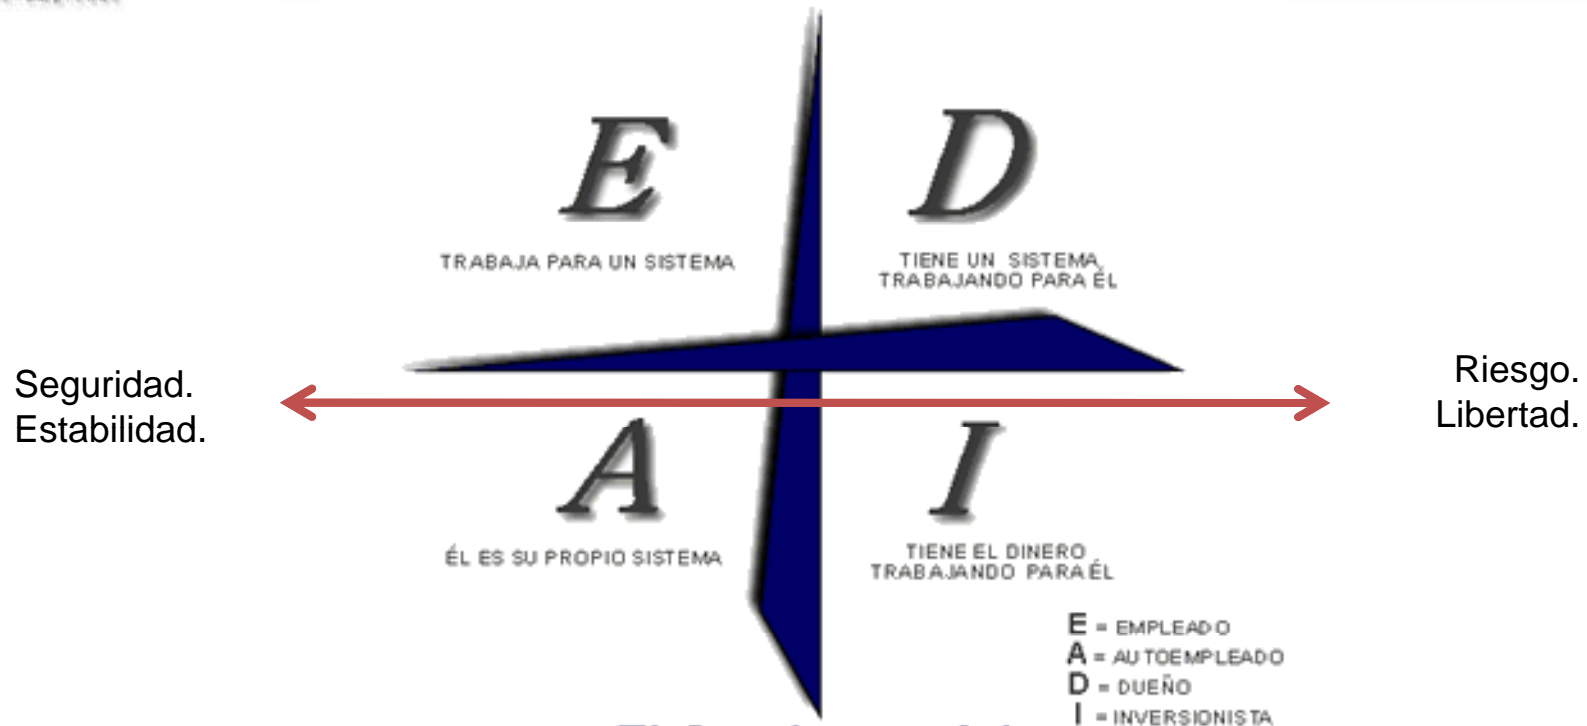 E
TRABAJA PARA UN SISTEMA
D
TIENE UN SISTEMA
TRABAJANDO PARA ÉL
Seguridad.
Estabilidad.
Riesgo.
Libertad.
A
ÉL ES SU PROPIO SISTEMA
I
TIENE EL DINERO
TRABAJANDO PARA ÉL
E = EMPLEADO
A = AUTOEMPLEADO
D = DUEÑO
I = INVERSIONISTA